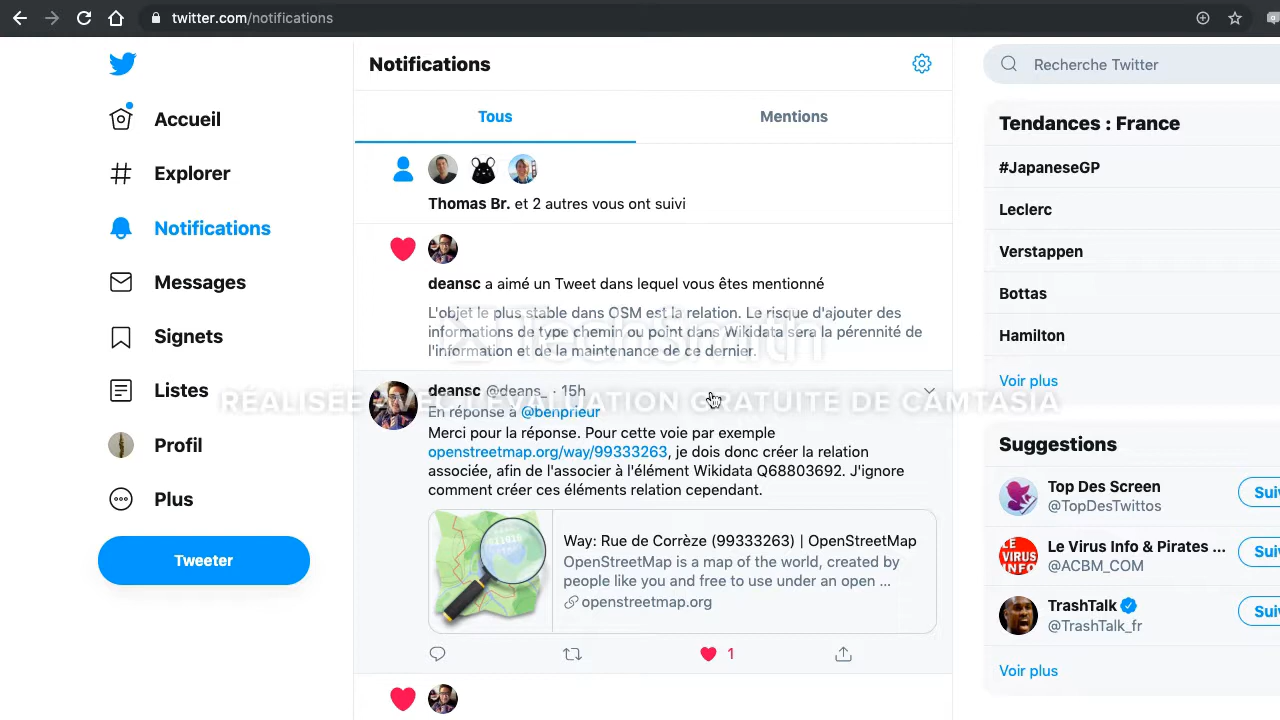 twitter.com/notifications
Notifications
Recherche Twitter
Accueil
Explorer
Notifications
Messages
Signets
Listes
Profil
Plus
Tweeter
Tous
Mentions
Thomas Br. et 2 autres vous ont suivi
deansc a aimé un Tweet dans lequel vous êtes mentionné
L'objet le plus stable dans OSM est la relation. Le risque d'ajouter des
informations de type chemin ou point dans Wikidata sera la pérennité de
l'information et de la maintenance de ce dernier.
TechSmith
RÉALISÉE AVEC L'ÉVALUATION GRATUITE DE CAMTASIA
deansc @deans_ · 15h
En réponse à @benprieur
Merci pour la réponse. Pour cette voie par exemple
openstreetmap.org/way/99333263, je dois donc créer la relation
associée, afin de l'associer à l'élément Wikidata Q68803692. J'ignore
comment créer ces éléments relation cependant.
Way: Rue de Corrèze (99333263) | OpenStreetMap
OpenStreetMap is a map of the world, created by
people like you and free to use under an open ...
openstreetmap.org
1
Tendances : France
#JapaneseGP
Leclerc
Verstappen
Bottas
Hamilton
Voir plus
Suggestions
Top Des Screen
@TopDesTwittos
Sui
Le Virus Info & Pirates ...
@ACBM_COM
Sui
TrashTalk
@TrashTalk_fr
Sui
Voir plus